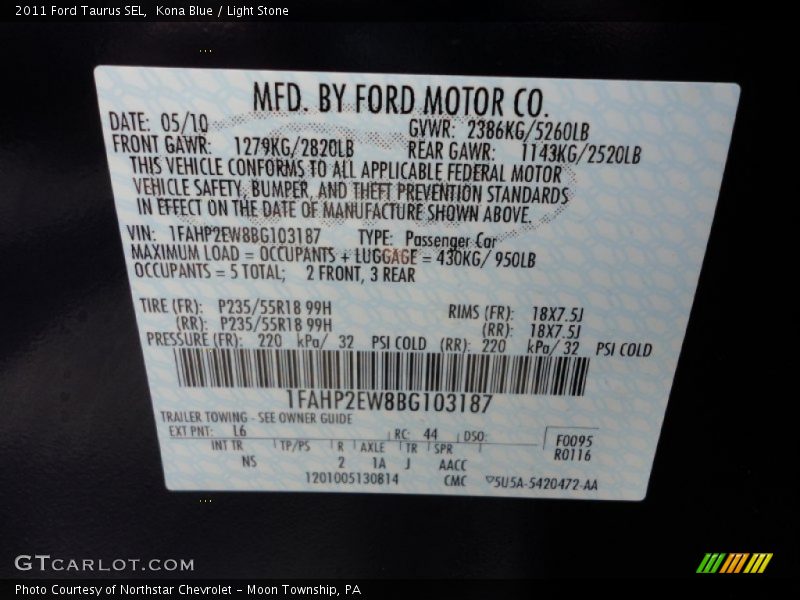 2011 Ford Taurus SEL,  Kona Blue / Light Stone
MFD. BY FORD MOTOR CO.
DATE: 05/10 GVWR: 2386KG/5260LB
FRONT GAWR: 1279KG/2820LB REAR GAWR: 1143KG/2520LB
THIS VEHICLE CONFORMS TO ALL APPLICABLE FEDERAL MOTOR
VEHICLE SAFETY, BUMPER, AND THEFT PREVENTION STANDARDS
IN EFFECT ON THE DATE OF MANUFACTURE SHOWN ABOVE.
VIN: 1FAHP2EW8BG103187 TYPE: Passenger Car
MAXIMUM LOAD = OCCUPANTS + LUGGAGE = 430KG/ 950LB
OCCUPANTS = 5 TOTAL; 2 FRONT, 3 REAR
TIRE (FR): P235/55R18 99H RIMS (FR): 18X7.5J
(RR): P235/55R18 99H (RR): 18X7.5J
PRESSURE (FR): 220 kPa/ 32 PSI COLD (RR): 220 kPa/ 32 PSI COLD
1FAHP2EW8BG103187
TRAILER TOWING - SEE OWNER GUIDE
EXT PNT: L6 RC: 44 DSO: F0095
INT TR TP/PS R AXLE TR SPR R0116
NS 2 1A J AACC
1201005130814 CMC 5U5A-5420472-AA
GTCARLOT.COM
Photo Courtesy of Northstar Chevrolet - Moon Township, PA